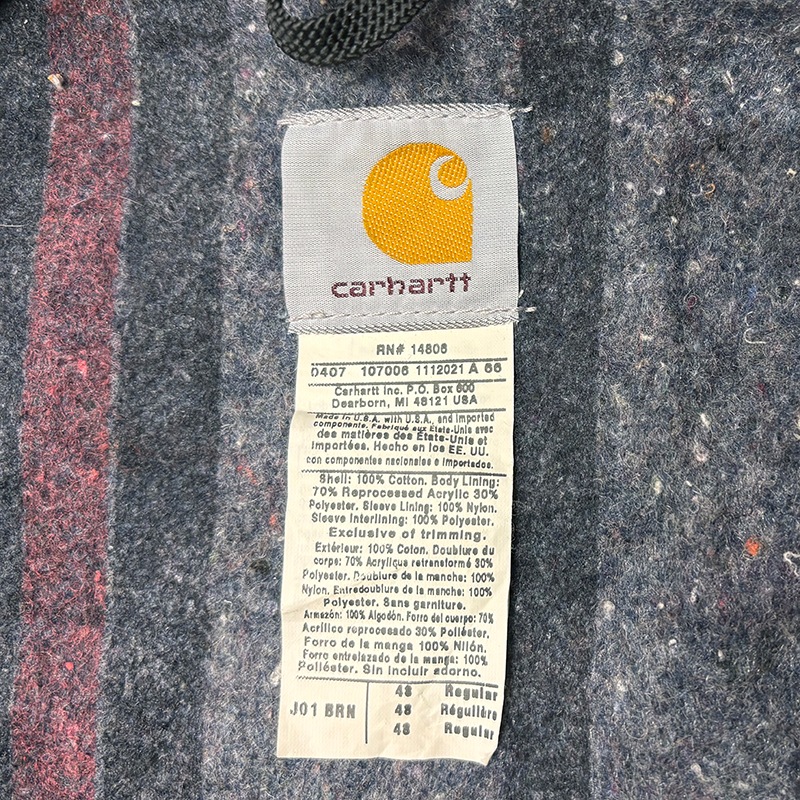 carhartt
RN# 14806
0407 107006 1112021 A 66
Carhartt Inc. P.O. Box 600
Dearborn, MI 48121 USA
Made in U.S.A. with U.S.A. and imported
components. Fabriqué aux États-Unis avec
des matières des États-Unis et
importées. Hecho en los EE. UU.
con componentes nacionales e importados.
Shell: 100% Cotton. Body Lining:
70% Reprocessed Acrylic 30%
Polyester. Sleeve Lining: 100% Nylon.
Sleeve Interlining: 100% Polyester.
Exclusive of trimming.
Extérieur: 100% Coton. Doublure du
corps: 70% Acrylique retransformé 30%
Polyester. Doublure de la manche: 100%
Nylon. Entredoublure de la manche: 100%
Polyester. Sans garniture.
Armazón: 100% Algodón. Forro del cuerpo: 70%
Acrílico reprocesado 30% Poliéster.
Forro de la manga 100% Nilón.
Forro entrelazado de la manga: 100%
Poliéster. Sin incluir adorno.
J01 BRN
48 Regular
48 Régulière
48 Regular